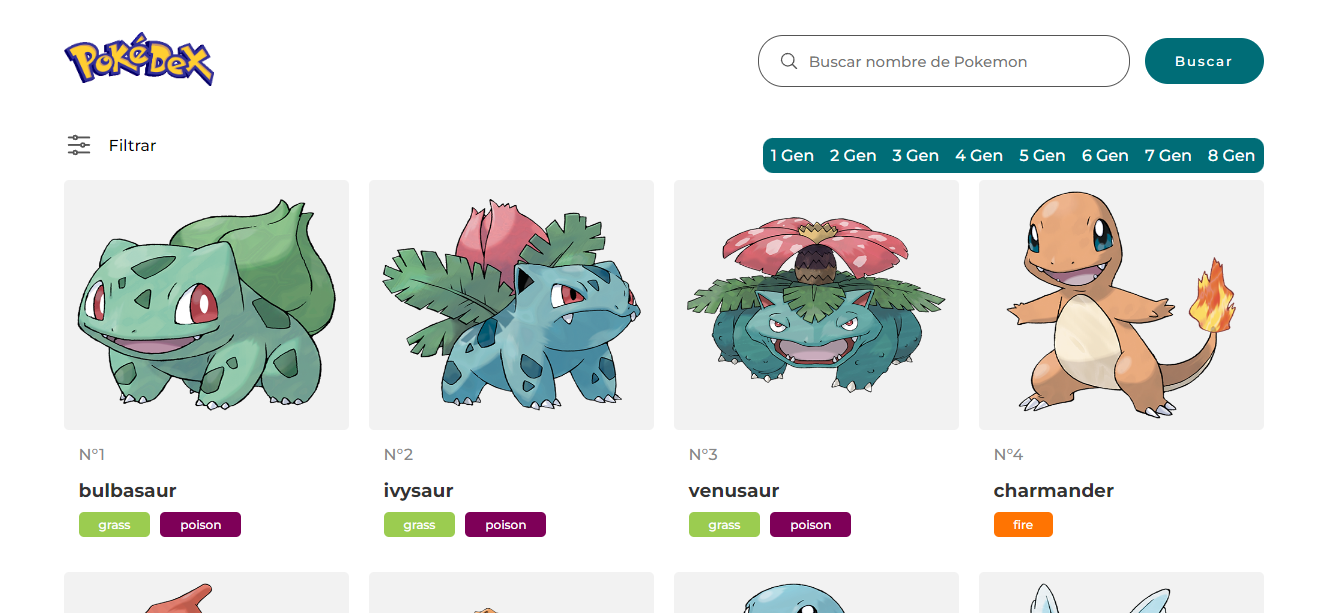 PokéDex
Buscar nombre de Pokemon
Buscar
Filtrar
1 Gen 2 Gen 3 Gen 4 Gen 5 Gen 6 Gen 7 Gen 8 Gen
N°1
bulbasaur
grass poison
N°2
ivysaur
grass poison
N°3
venusaur
grass poison
N°4
charmander
fire